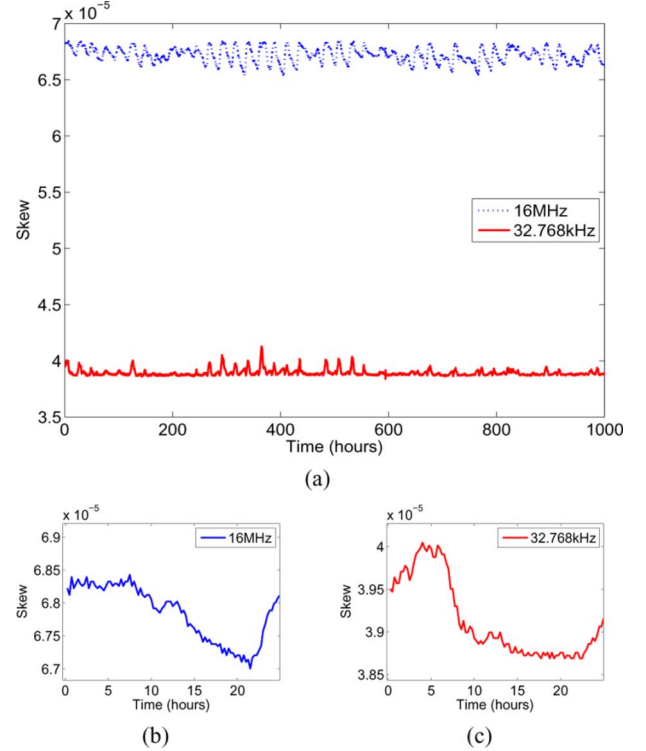 x 10⁻⁵
7
6.5
6
5.5
5
4.5
4
3.5
Skew
16MHz
32.768kHz
0 200 400 600 800 1000
Time (hours)
(a)
x 10⁻⁵
6.9
6.85
6.8
6.75
6.7
Skew
16MHz
0 5 10 15 20
Time (hours)
(b)
x 10⁻⁵
4
3.95
3.9
3.85
Skew
32.768kHz
0 5 10 15 20
Time (hours)
(c)